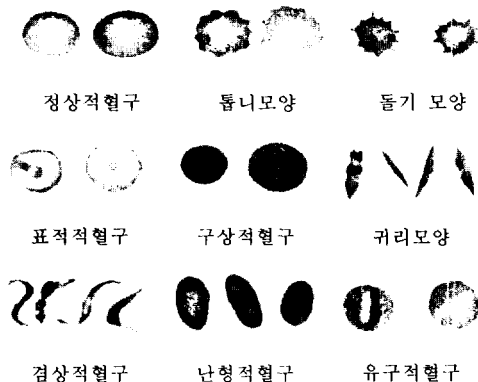 정상적혈구 톱니모양 돌기 모양
표적적혈구 구상적혈구 귀리모양
겸상적혈구 난형적혈구 유구적혈구